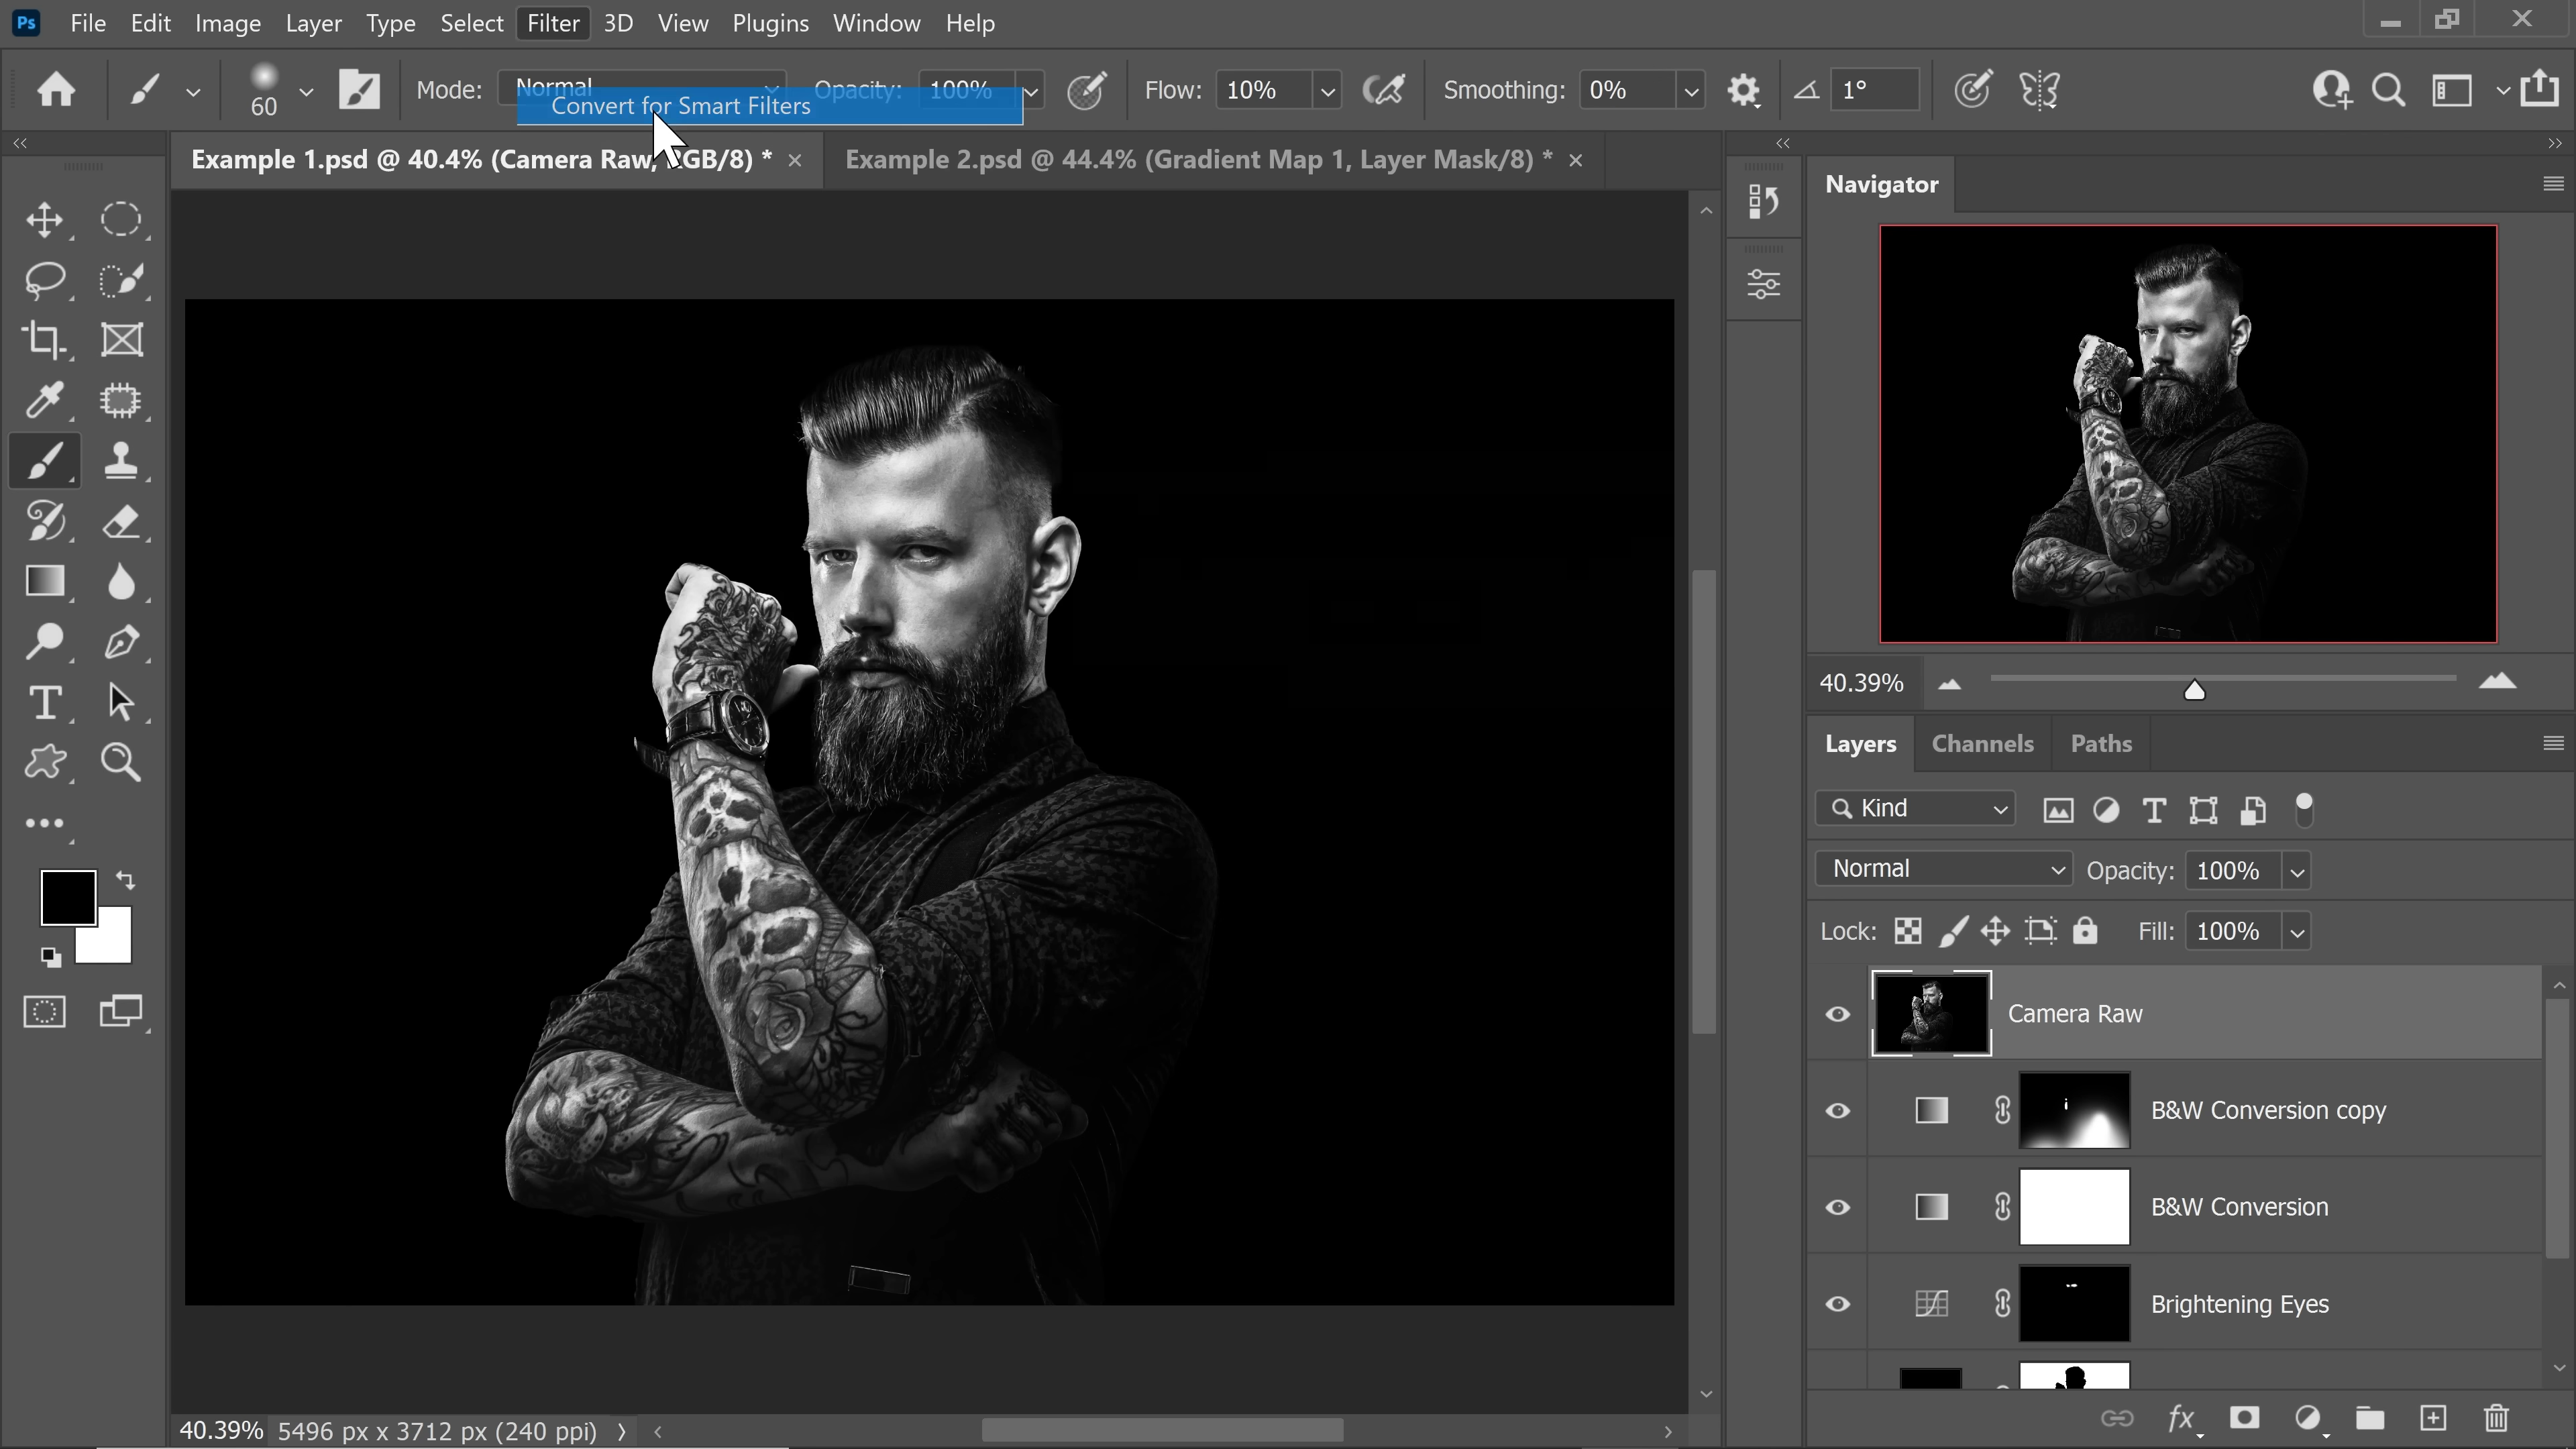 Ps File Edit Image Layer Type Select Filter 3D View Plugins Window Help
60 Mode: Normal Opacity: 100% Flow: 10% Smoothing: 0% 1°
Convert for Smart Filters
Example 1.psd @ 40.4% (Camera Raw, RGB/8) * Example 2.psd @ 44.4% (Gradient Map 1, Layer Mask/8) *
Navigator
40.39%
Layers Channels Paths
Kind
Normal Opacity: 100%
Lock: Fill: 100%
Camera Raw
B&W Conversion copy
B&W Conversion
Brightening Eyes
fx
40.39% 5496 px x 3712 px (240 ppi)